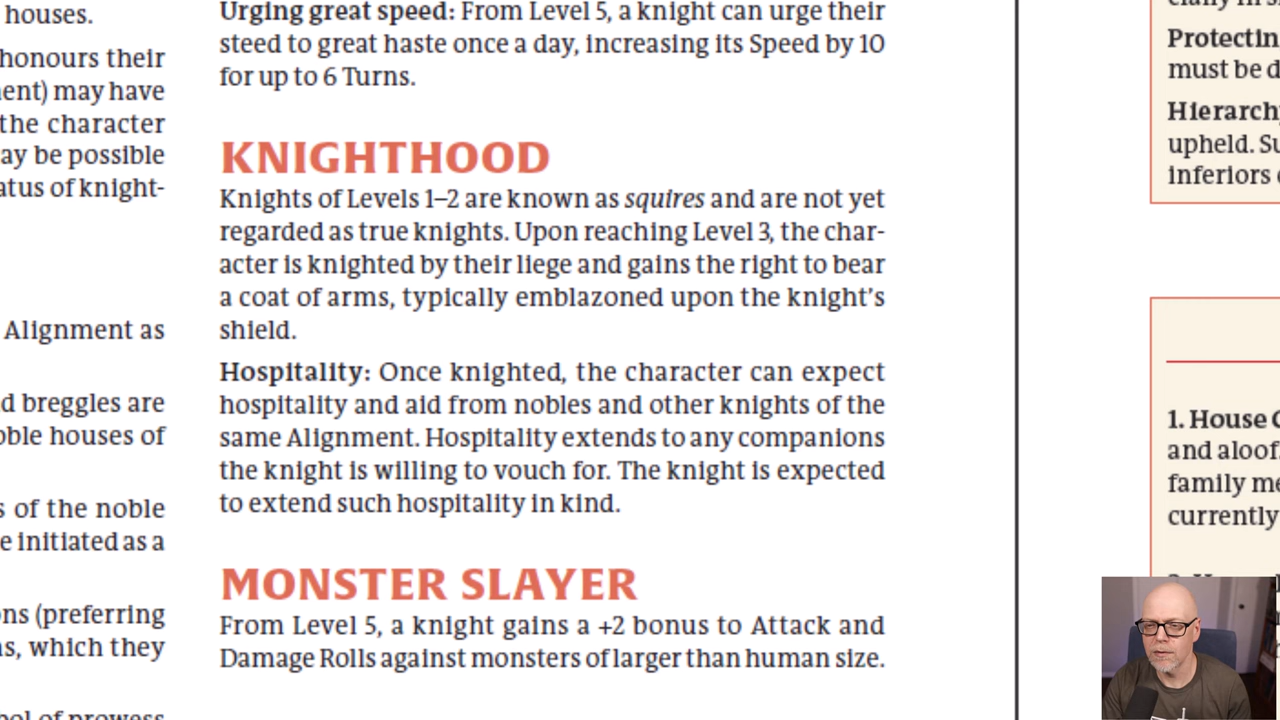 houses.
honours their
ent) may have
the character
ay be possible
atus of knight-
Alignment as
d breggles are
oble houses of
s of the noble
e initiated as a
ons (preferring
s, which they
Urging great speed: From Level 5, a knight can urge their
steed to great haste once a day, increasing its Speed by 10
for up to 6 Turns.
KNIGHTHOOD
Knights of Levels 1–2 are known as squires and are not yet
regarded as true knights. Upon reaching Level 3, the char-
acter is knighted by their liege and gains the right to bear
a coat of arms, typically emblazoned upon the knight’s
shield.
Hospitality: Once knighted, the character can expect
hospitality and aid from nobles and other knights of the
same Alignment. Hospitality extends to any companions
the knight is willing to vouch for. The knight is expected
to extend such hospitality in kind.
MONSTER SLAYER
From Level 5, a knight gains a +2 bonus to Attack and
Damage Rolls against monsters of larger than human size.
Protectin
must be d
Hierarchy
upheld. Su
inferiors
1. House
and aloof.
family me
currently